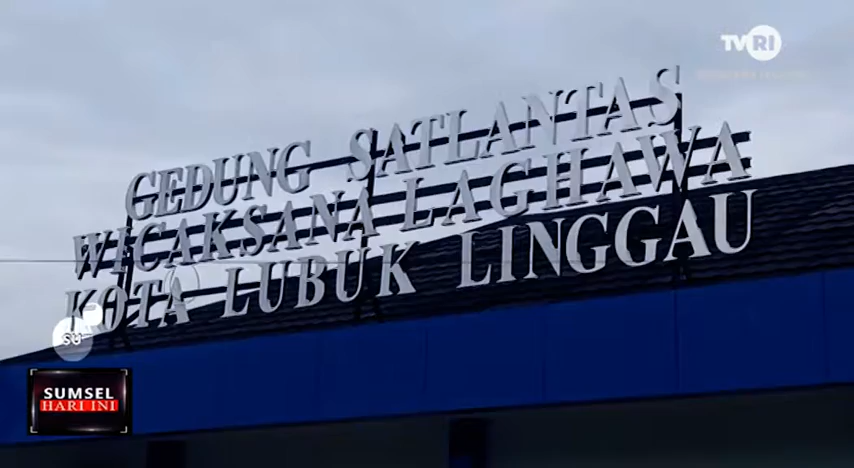 TVRI
GEDUNG SATLANTAS
WICAKSANA LAGHAWA
KOTA LUBUK LINGGAU
SUMSEL
HARI INI